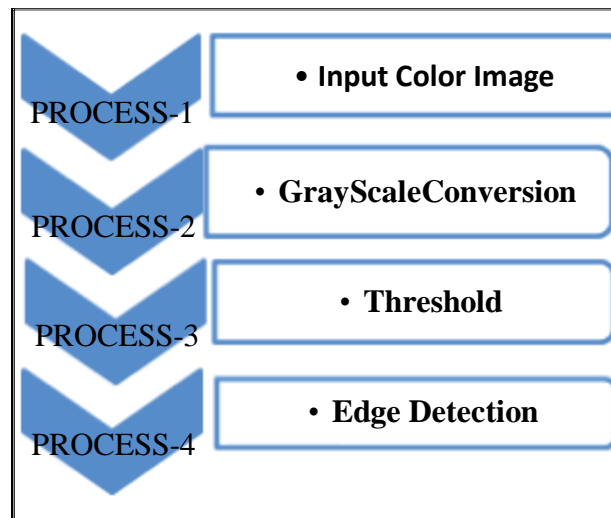 • Input Color Image
PROCESS-1
• GrayScaleConversion
PROCESS-2
• Threshold
PROCESS-3
• Edge Detection
PROCESS-4